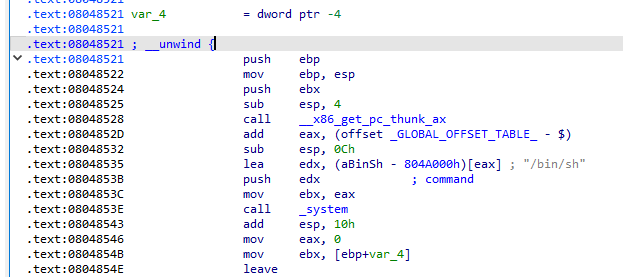 .text:08048521
.text:08048521 var_4 = dword ptr -4
.text:08048521
.text:08048521 ; __unwind {
.text:08048521 push ebp
.text:08048522 mov ebp, esp
.text:08048524 push ebx
.text:08048525 sub esp, 4
.text:08048528 call __x86_get_pc_thunk_ax
.text:0804852D add eax, (offset _GLOBAL_OFFSET_TABLE_ - $)
.text:08048532 sub esp, 0Ch
.text:08048535 lea edx, (aBinSh - 804A000h)[eax] ; "/bin/sh"
.text:0804853B push edx ; command
.text:0804853C mov ebx, eax
.text:0804853E call _system
.text:08048543 add esp, 10h
.text:08048546 mov eax, 0
.text:0804854B mov ebx, [ebp+var_4]
.text:0804854E leave